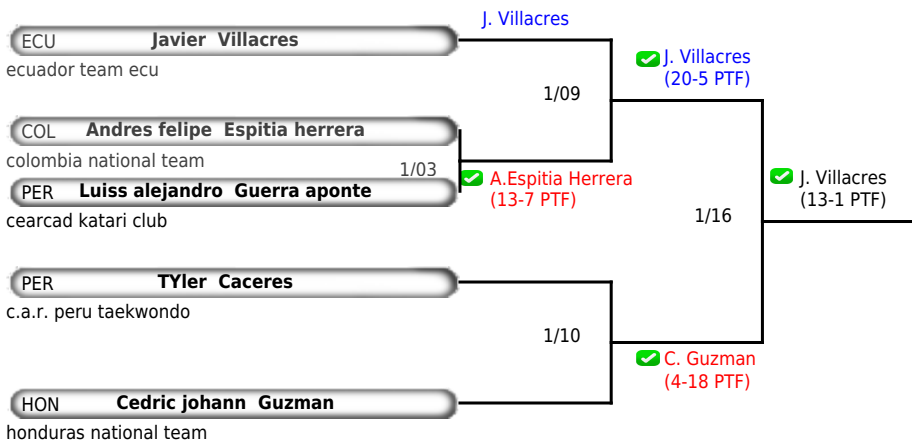 J. Villacres
ECU Javier Villacres
ecuador team ecu
J. Villacres
(20-5 PTF)
1/09
COL Andres felipe Espitia herrera
colombia national team
1/03
PER Luiss alejandro Guerra aponte
cearcad katari club
A.Espitia Herrera
(13-7 PTF)
J. Villacres
(13-1 PTF)
1/16
PER TYler Caceres
c.a.r. peru taekwondo
1/10
C. Guzman
(4-18 PTF)
HON Cedric johann Guzman
honduras national team